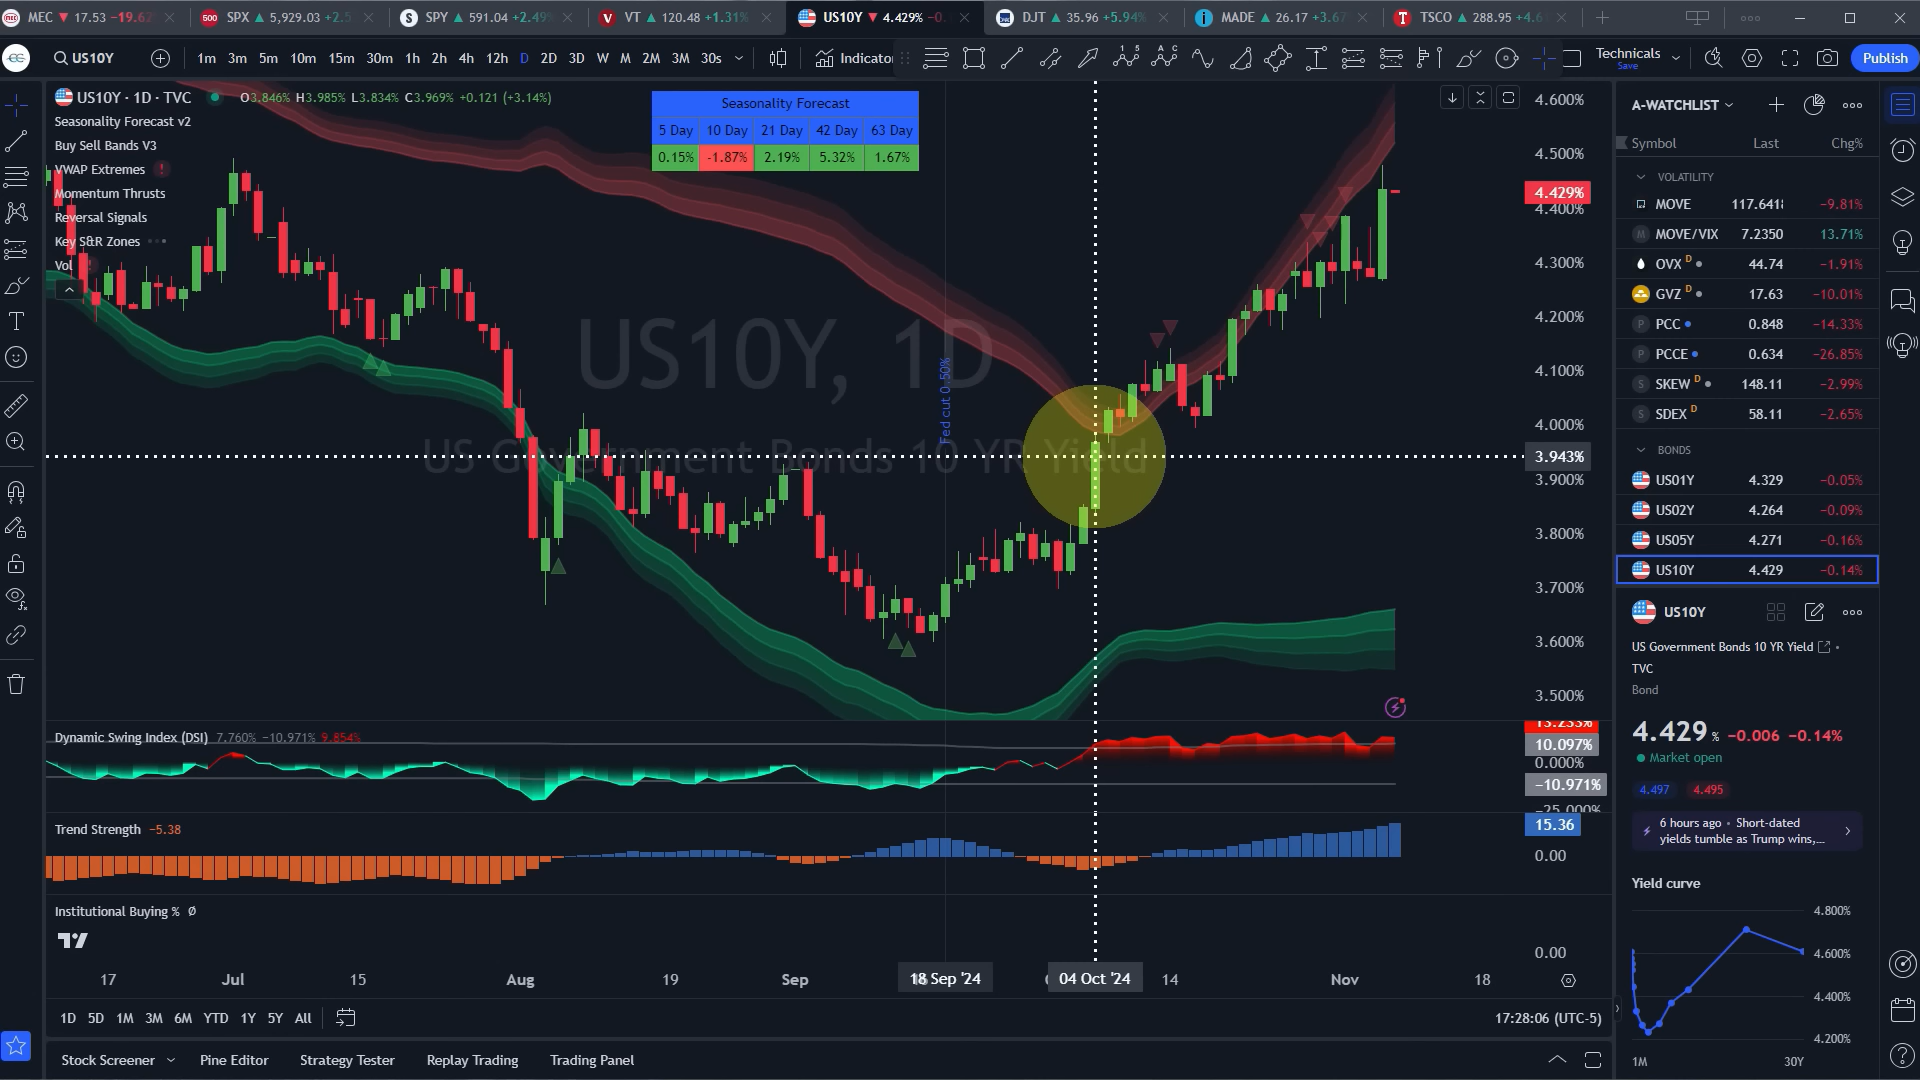 MEC ▼ 17.53 −19.6
SPX ▲ 5,929.03 +2.5
SPY ▲ 591.04 +2.49%
VT ▲ 120.48 +1.31%
US10Y ▼ 4.429%
DJT ▲ 35.96 +5.94%
MADE ▲ 26.17 +3.67
TSCO ▲ 288.95 +4.6
US10Y
1m 3m 5m 10m 15m 30m 1h 2h 4h 12h D 2D 3D W M 2M 3M 30s
Technicals
Save
Publish
US10Y · 1D · TVC
O3.846% H3.985% L3.834% C3.969% +0.121 (+3.14%)
Seasonality Forecast v2
Buy Sell Bands V3
VWAP Extremes
Momentum Thrusts
Reversal Signals
Key S&R Zones
Vol
Seasonality Forecast
5 Day 10 Day 21 Day 42 Day 63 Day
0.15% -1.87% 2.19% 5.32% 1.67%
US10Y, 1D
US Government Bonds 10 YR Yield
Fed cut 0.50%
4.600%
4.500%
4.429%
4.400%
4.300%
4.200%
4.100%
4.000%
3.943%
3.900%
3.800%
3.700%
3.600%
3.500%
Dynamic Swing Index (DSI) 7.760% −10.971% 9.854%
13.233%
10.097%
0.000%
−10.971%
−25.000%
Trend Strength −5.38
15.36
0.00
Institutional Buying % Ø
0.00
17 Jul 15 Aug 19 Sep 18 Sep '24 04 Oct '24 14 Nov 18
1D 5D 1M 3M 6M YTD 1Y 5Y All
17:28:06 (UTC-5)
Stock Screener Pine Editor Strategy Tester Replay Trading Trading Panel
A-WATCHLIST
Symbol Last Chg%
VOLATILITY
MOVE −9.81%
MOVE/VIX 7.2350 13.71%
OVX D 44.74 −1.91%
GVZ D 17.63 −10.01%
PCC 0.848 −14.33%
PCCE 0.634 −26.85%
SKEW D 148.11 −2.99%
SDEX D 58.11 −2.65%
BONDS
US01Y 4.329 −0.05%
US02Y 4.264 −0.09%
US05Y 4.271 −0.16%
US10Y 4.429 −0.14%
US10Y
US Government Bonds 10 YR Yield
TVC
Bond
4.429 % −0.006 −0.14%
Market open
4.497 4.495
6 hours ago • Short-dated
yields tumble as Trump wins,...
Yield curve
4.800%
4.600%
4.400%
4.200%
1M 30Y